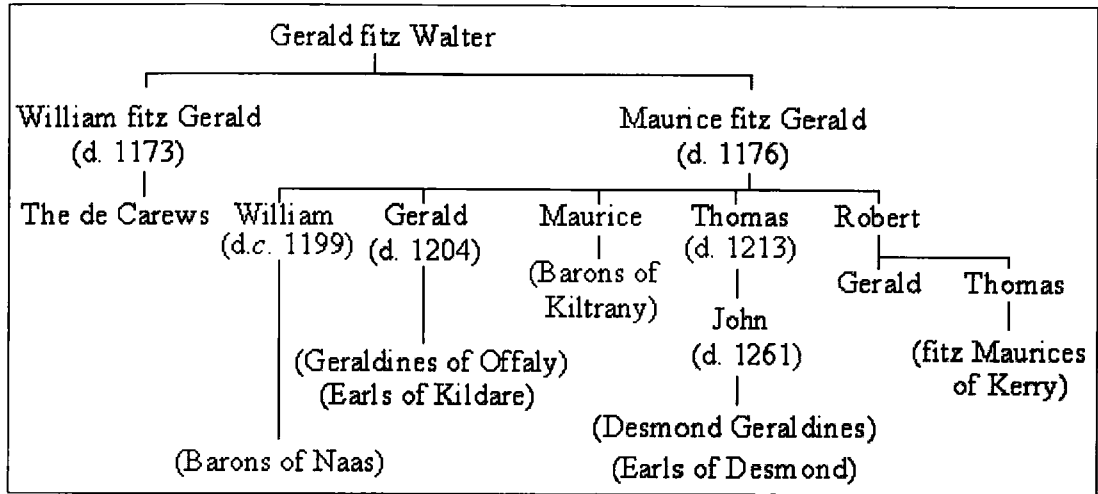 Gerald fitz Walter
William fitz Gerald
(d. 1173)
Maurice fitz Gerald
(d. 1176)
The de Carews
William
(d.c. 1199)
Gerald
(d. 1204)
Maurice
(Barons of
Kiltrany)
Thomas
(d. 1213)
Robert
Gerald
Thomas
John
(d. 1261)
(fitz Maurices
of Kerry)
(Geraldines of Offaly)
(Earls of Kildare)
(Desmond Geraldines)
(Earls of Desmond)
(Barons of Naas)